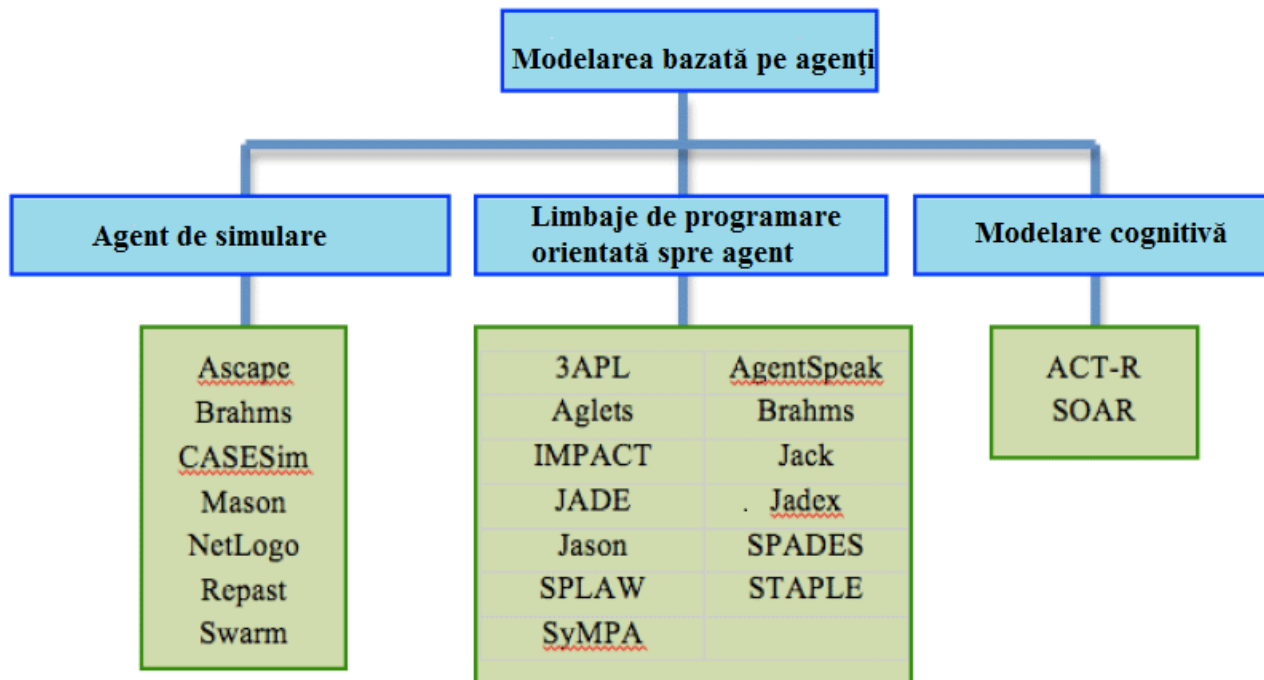 Modelarea bazată pe agenţi
Agent de simulare
Limbaje de programare
orientată spre agent
Modelare cognitivă
Ascape
Brahms
CASESim
Mason
NetLogo
Repast
Swarm
3APL AgentSpeak
Aglets Brahms
IMPACT Jack
JADE . Jadex
Jason SPADES
SPLAW STAPLE
SyMPA
ACT-R
SOAR